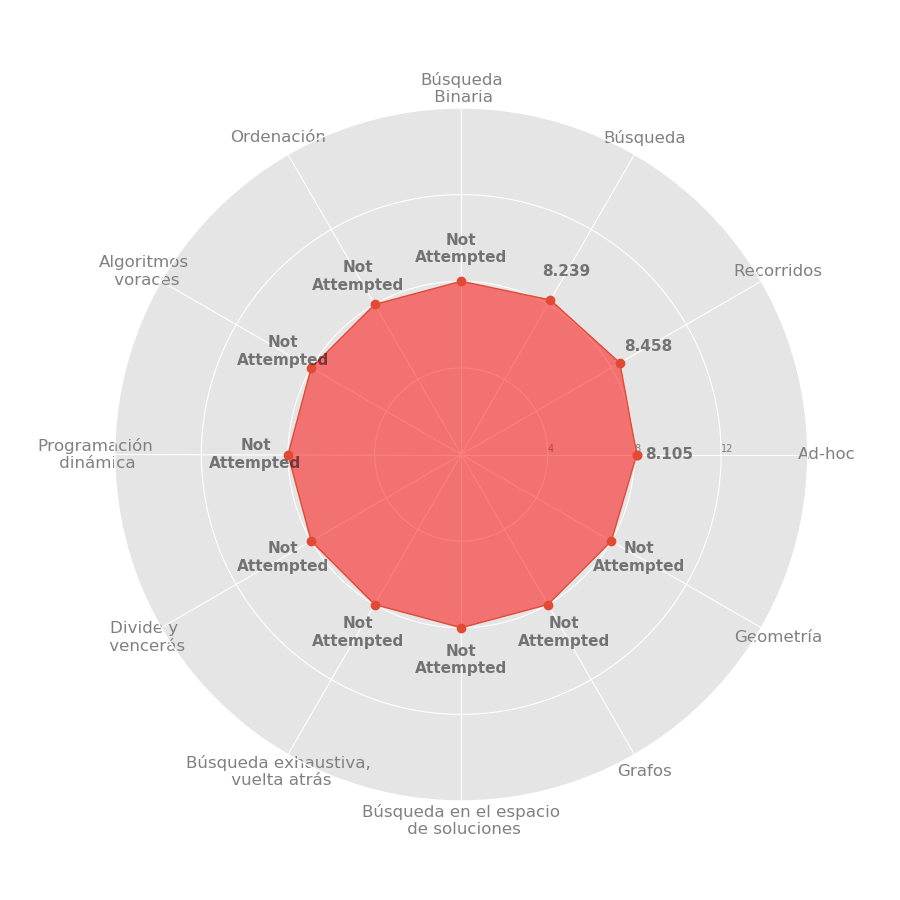 Búsqueda
Binaria
Ordenación
Búsqueda
Algoritmos
voraces
Recorridos
Not
Attempted
Not
Attempted
8.239
Not
Attempted
8.458
Programación
dinámica
Not
Attempted
4
8
12
8.105
Ad-hoc
Not
Attempted
Not
Attempted
Divide y
vencerás
Not
Attempted
Not
Attempted
Not
Attempted
Geometría
Búsqueda exhaustiva,
vuelta atrás
Grafos
Búsqueda en el espacio
de soluciones